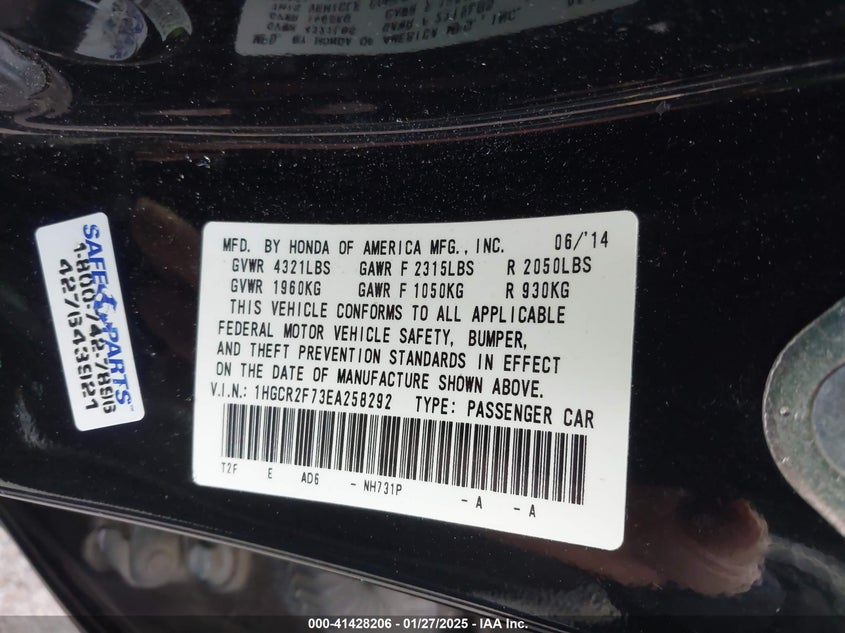 MFD. BY HONDA OF AMERICA MFG., INC. 06/'14
GVWR 4321LBS GAWR F 2315LBS R 2050LBS
GVWR 1960KG GAWR F 1050KG R 930KG
THIS VEHICLE CONFORMS TO ALL APPLICABLE
FEDERAL MOTOR VEHICLE SAFETY, BUMPER,
AND THEFT PREVENTION STANDARDS IN EFFECT
ON THE DATE OF MANUFACTURE SHOWN ABOVE.
V.I.N.: 1HGCR2F73EA258292 TYPE: PASSENGER CAR
T2F E AD6 - NH731P - A - A
SAFE PARTS™
427B43921
000-41428206 - 01/27/2025 - IAA Inc.